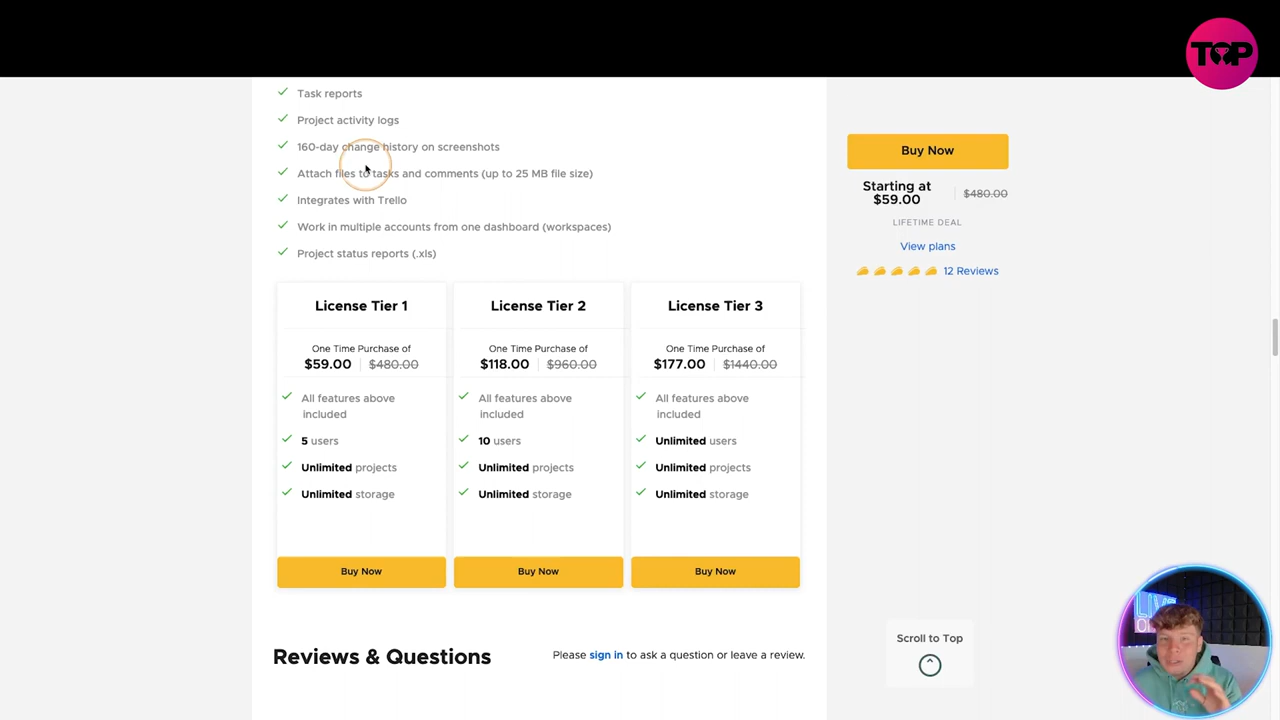 TOP
Task reports
Project activity logs
160-day change history on screenshots
Attach files to tasks and comments (up to 25 MB file size)
Integrates with Trello
Work in multiple accounts from one dashboard (workspaces)
Project status reports (.xls)
Buy Now
Starting at $480.00
$59.00
LIFETIME DEAL
View plans
12 Reviews
License Tier 1
One Time Purchase of
$59.00 $480.00
All features above
included
5 users
Unlimited projects
Unlimited storage
Buy Now
License Tier 2
One Time Purchase of
$118.00 $960.00
All features above
included
10 users
Unlimited projects
Unlimited storage
Buy Now
License Tier 3
One Time Purchase of
$177.00 $1440.00
All features above
included
Unlimited users
Unlimited projects
Unlimited storage
Buy Now
Reviews & Questions
Please sign in to ask a question or leave a review.
Scroll to Top
LIVE